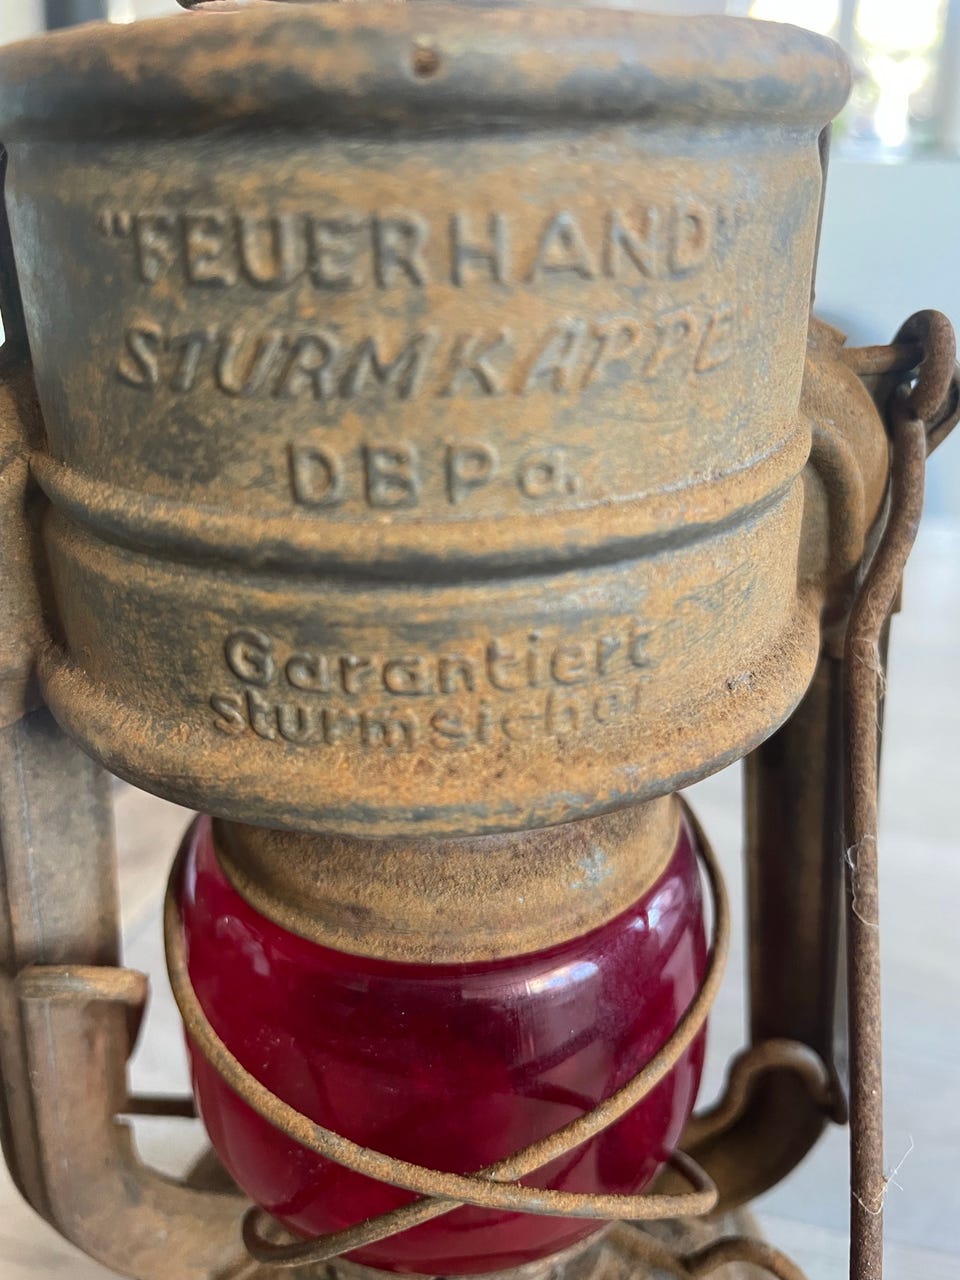 "FEUERHAND"
STURMKAPPE
DBPa.
Garantiert
sturmsicher